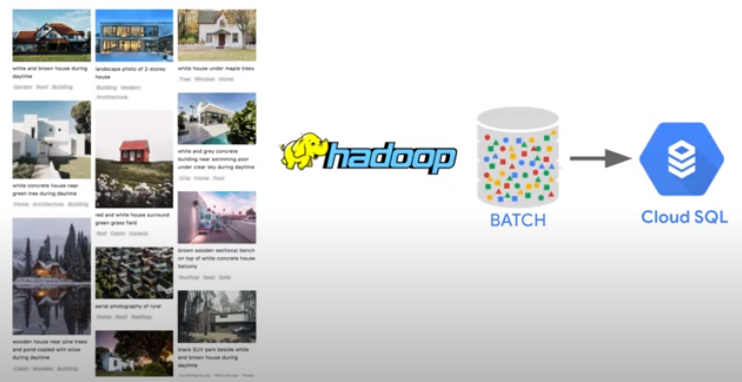 white and brown house during
daytime
Garden Roof Building
white concrete house near
green tree during daytime
Home Architecture Building
wooden house near pine trees
and pond coated with snow
during daytime
Cabin Wooden Building
landscape photo of 2-storey
house
Building Modern
Architecture
red and white house surround
green grass field
Red Cabin Iceland
aerial photography of rural
Home Roof Rooftop
white house under maple trees
Tree Window Home
white and grey concrete
building near swimming pool
under clear sky during daytime
Villa Home Pool
brown wooden sectional bench
on top of white concrete house
balcony
Rooftop Seat Sofa
black SUV park beside white
and brown house during
daytime
hadoop
BATCH
Cloud SQL